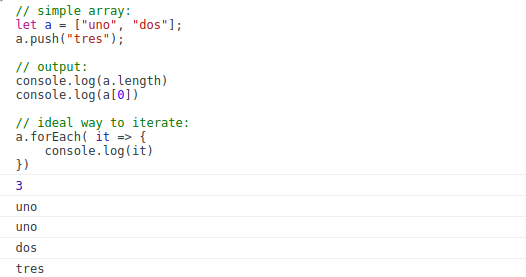 // simple array:
let a = ["uno", "dos"];
a.push("tres");

// output:
console.log(a.length)
console.log(a[0])

// ideal way to iterate:
a.forEach( it => {
    console.log(it)
})
3
uno
uno
dos
tres